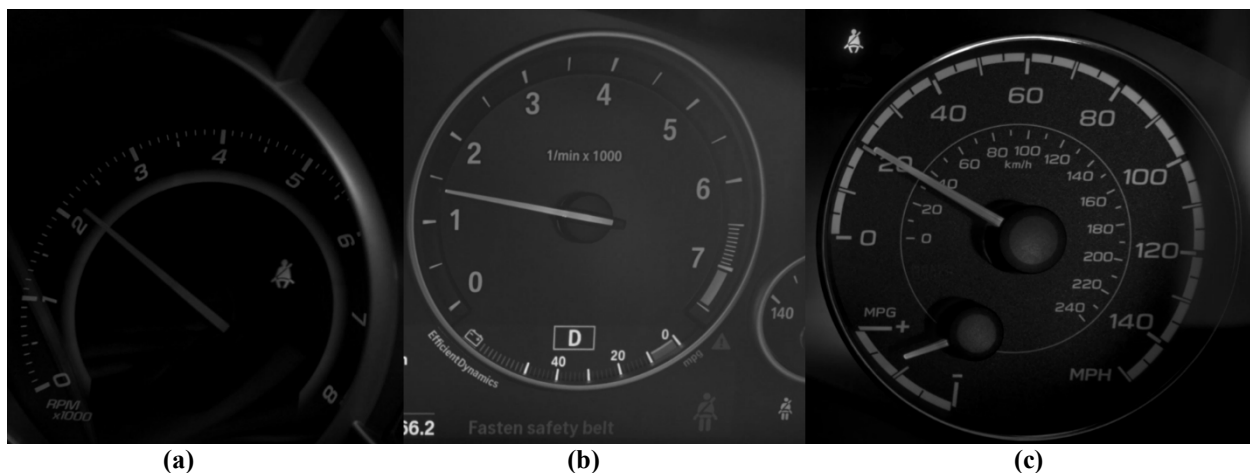 0 1 2 3 4 5 6 7 8
RPM
x1000
(a)
0 1 2 3 4 5 6 7
1/min x 1000
D
40 20 0
mpg
EfficientDynamics
140
66.2
Fasten safety belt
(b)
0 20 40 60 80 100 120 140
MPH
0 20 40 60 80 100 120 140 160 180 200 220 240
km/h
MPG
+
-
(c)